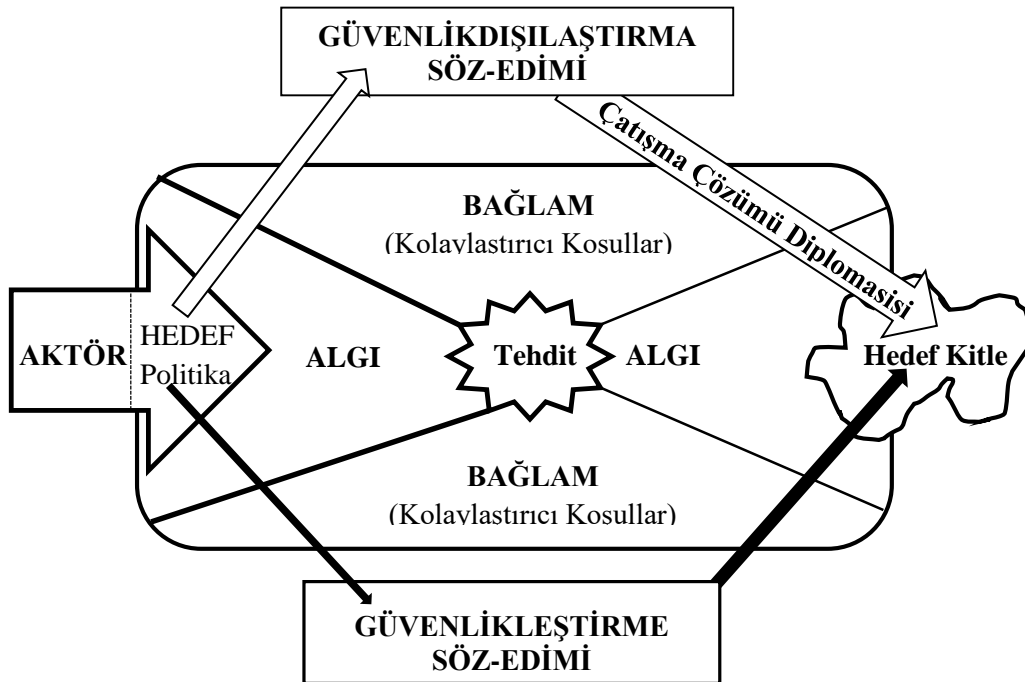 GÜVENLİKDIŞILAŞTIRMA
SÖZ-EDİMİ
Çatışma Çözümü Diplomasisi
BAĞLAM
(Kolaylastırıcı Kosullar)
AKTÖR
HEDEF
Politika
ALGI
Tehdit
ALGI
Hedef Kitle
BAĞLAM
(Kolaylastırıcı Kosullar)
GÜVENLİKLEŞTİRME
SÖZ-EDİMİ